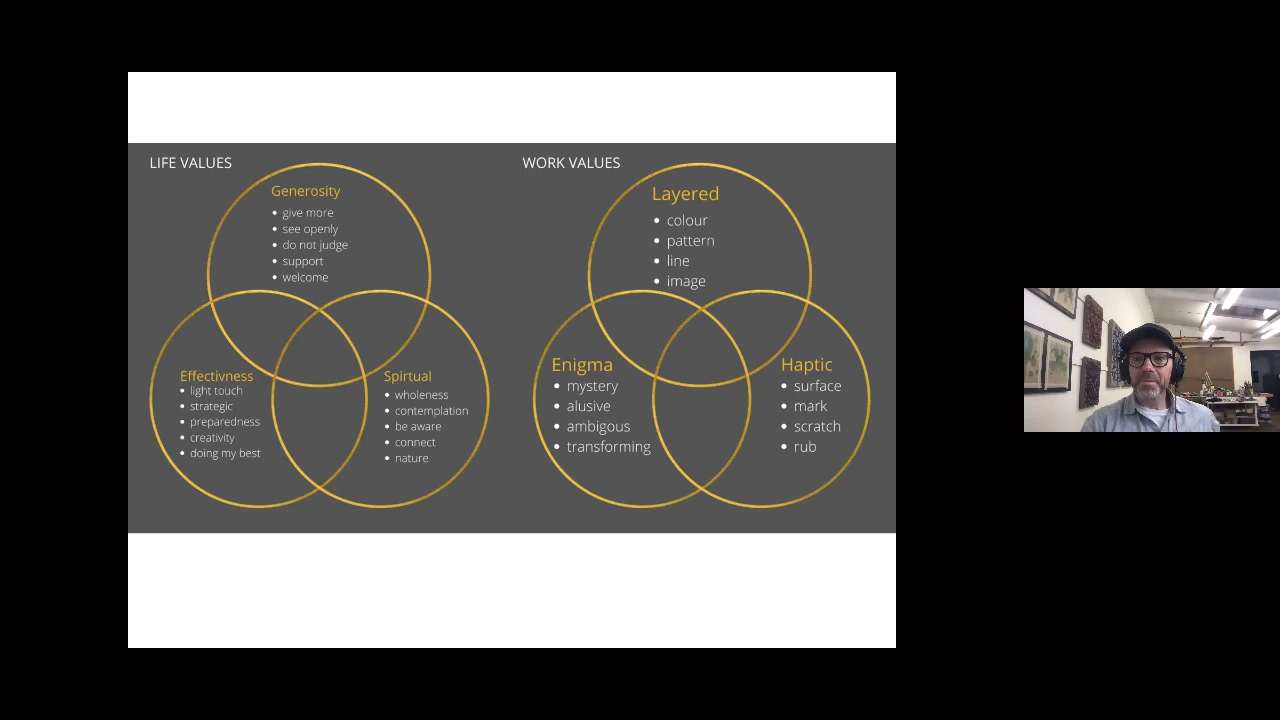 LIFE VALUES
Generosity
• give more
• see openly
• do not judge
• support
• welcome
Effectivness
• light touch
• strategic
• preparedness
• creativity
• doing my best
Spirtual
• wholeness
• contemplation
• be aware
• connect
• nature
WORK VALUES
Layered
• colour
• pattern
• line
• image
Enigma
• mystery
• alusive
• ambigous
• transforming
Haptic
• surface
• mark
• scratch
• rub